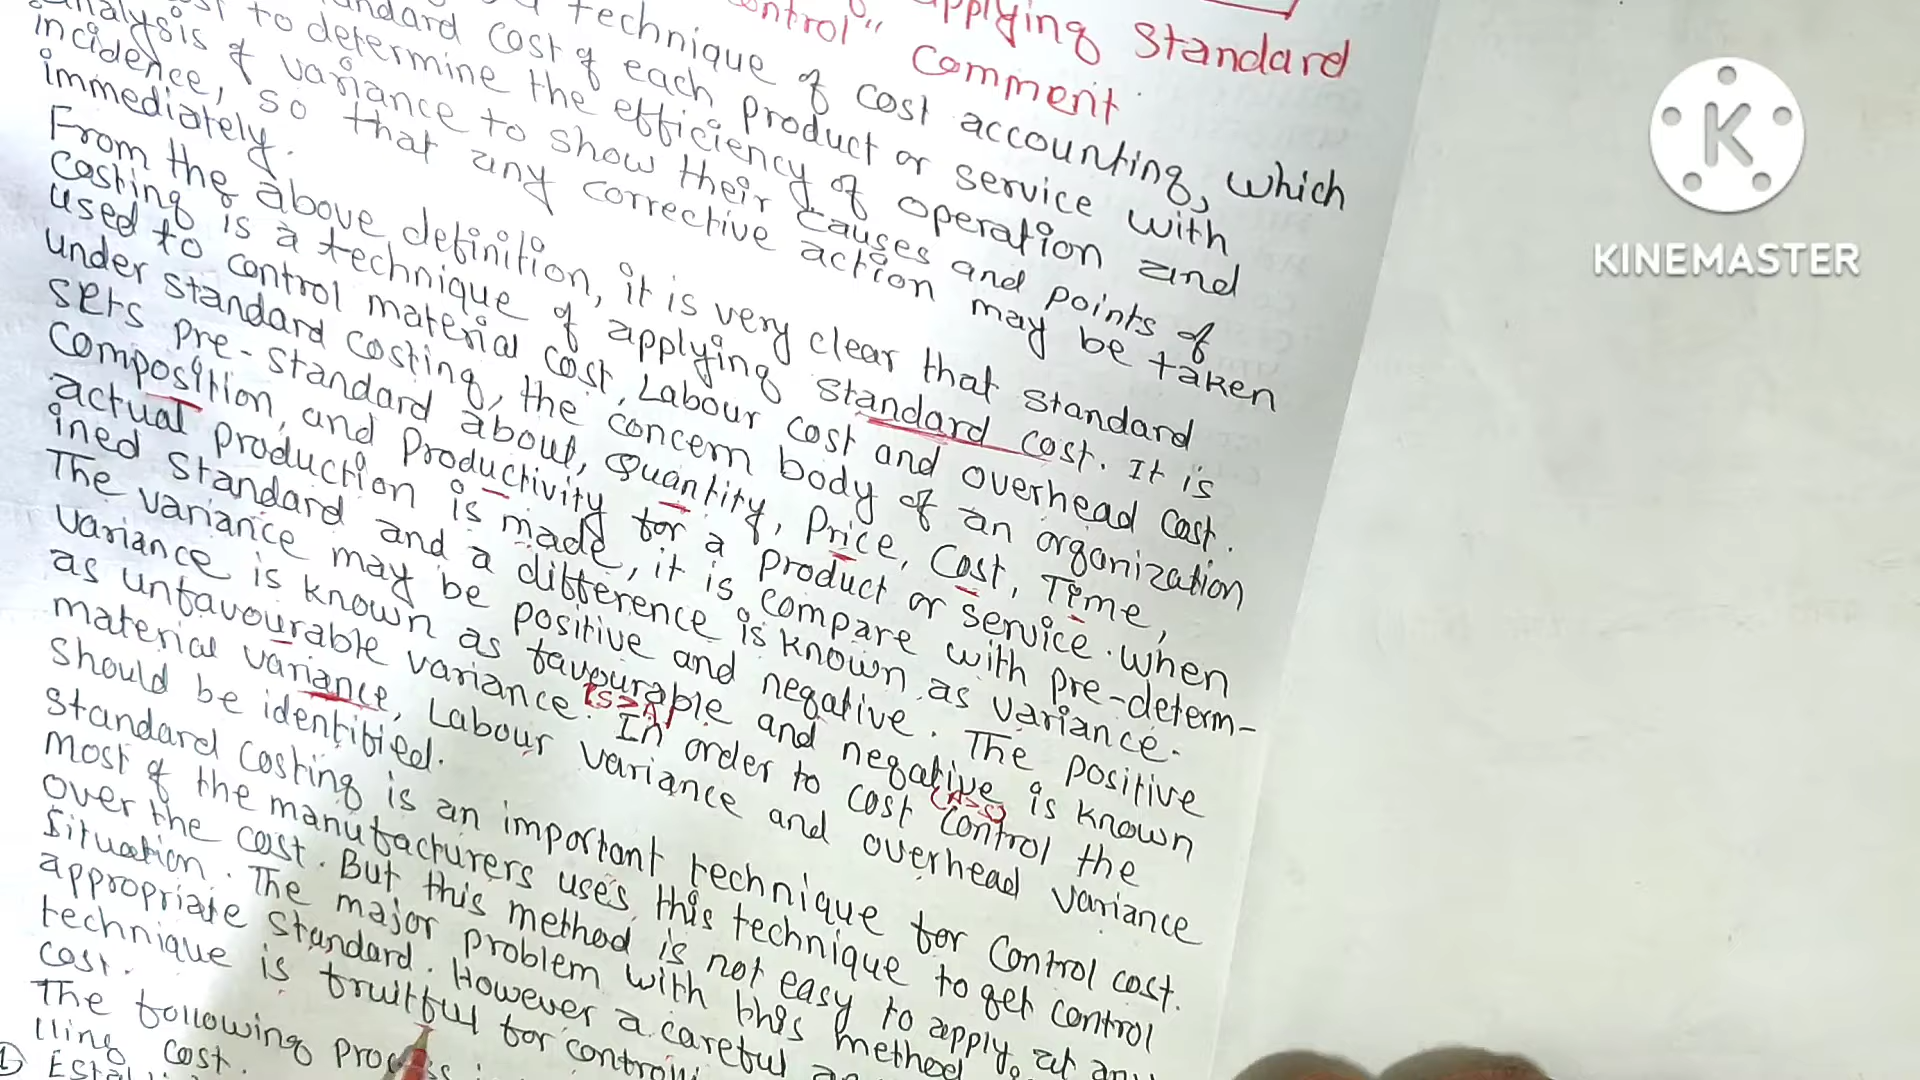 applying Standard
ontrol" Comment
technique of cost accounting, which
andard cost of each product or service with
st to determine the efficiency of operation and
analysis of variance to show their causes and points of
incidence, so that any corrective action may be taken
immediately.
From the above definition, it is very clear that standard
costing is a technique of applying standard cost. It is
used to control material cost, Labour cost and overhead cost.
under standard costing, the concern body of an organization
sets pre-standard about, quantity, Price, Cost, Time,
Composition, and Productivity for a product or service. When
actual production is made, it is compare with pre-determ-
ined standard and a difference is known as variance.
The variance may be positive and negative. The positive
variance is known as favourable and negative is known
(S>A)
(A>S)
as unfavourable variance. In order to cost control the
material variance, Labour variance and overhead variance
should be identified.
Standard costing is an important technique for control cost.
most of the manufacturers uses this technique to get control
over the cost. But this method is not easy to apply, at any
situation. The major problem with this method
appropriate standard. However a careful
technique is fruitful for control
cost.
The following process
lling cost.
① Establi
K
KINEMASTER